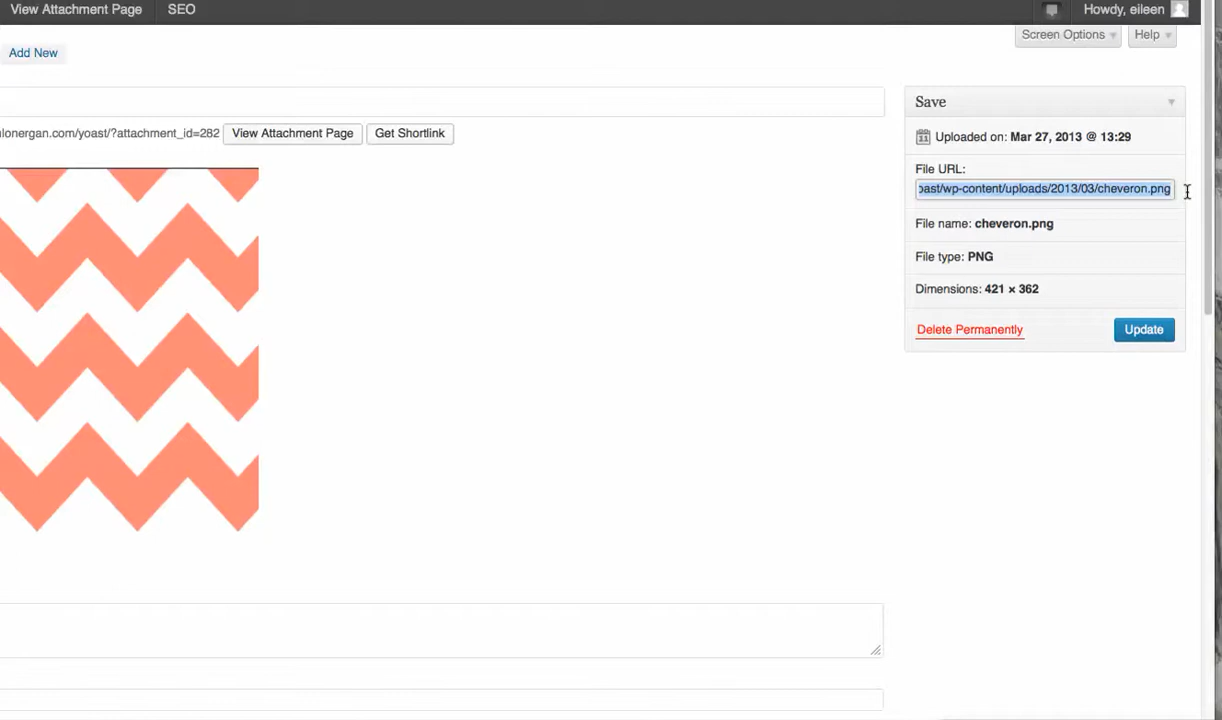 View Attachment Page SEO Howdy, eileen
Screen Options Help
Add New
Save
lonergan.com/yoast/?attachment_id=282 View Attachment Page Get Shortlink
Uploaded on: Mar 27, 2013 @ 13:29
File URL:
oast/wp-content/uploads/2013/03/cheveron.png
File name: cheveron.png
File type: PNG
Dimensions: 421 × 362
Delete Permanently Update